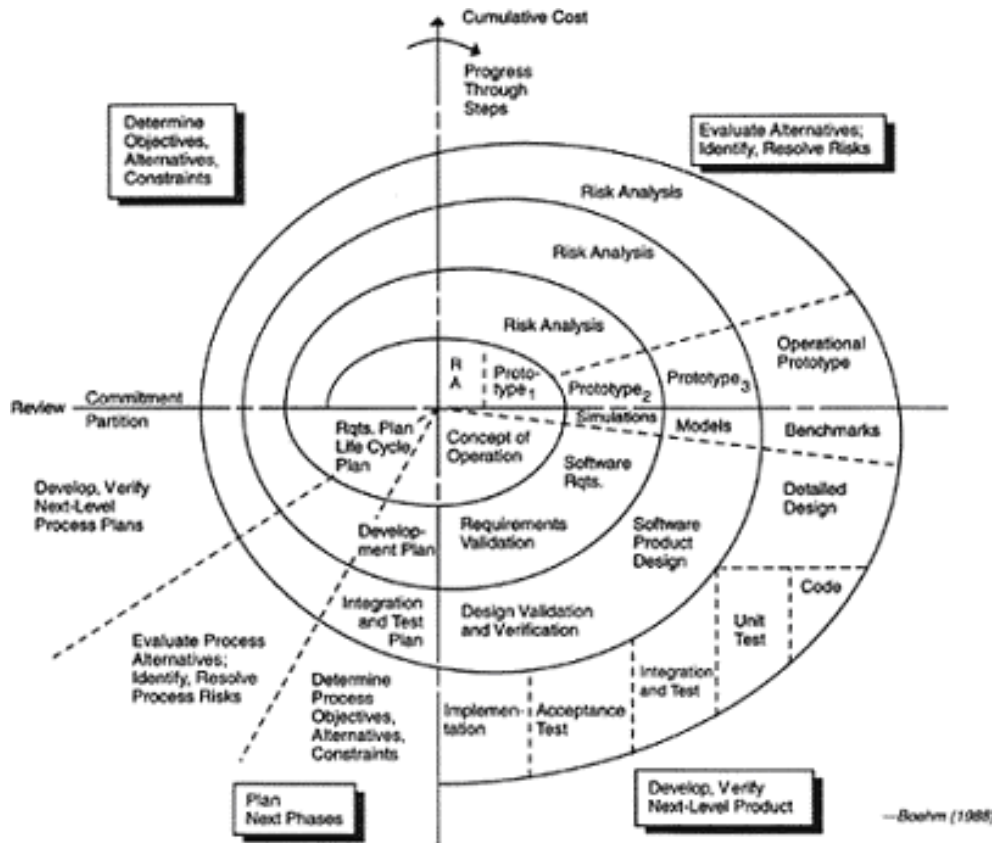 Cumulative Cost
Progress
Through
Steps
Determine
Objectives,
Alternatives,
Constraints
Evaluate Alternatives;
Identify, Resolve Risks
Risk Analysis
Risk Analysis
Risk Analysis
R
A
Proto-
type1
Prototype2
Prototype3
Operational
Prototype
Review
Commitment
Partition
Simulations
Models
Benchmarks
Rqts. Plan
Life Cycle
Plan
Concept of
Operation
Software
Rqts.
Detailed
Design
Develop, Verify
Next-Level
Process Plans
Develop-
ment Plan
Requirements
Validation
Software
Product
Design
Code
Unit
Test
Integration
and Test
Plan
Design Validation
and Verification
Evaluate Process
Alternatives;
Identify, Resolve
Process Risks
Determine
Process
Objectives,
Alternatives,
Constraints
Implemen-
tation
Acceptance
Test
Integration
and Test
Plan
Next Phases
Develop, Verify
Next-Level Product
—Boehm (1988)